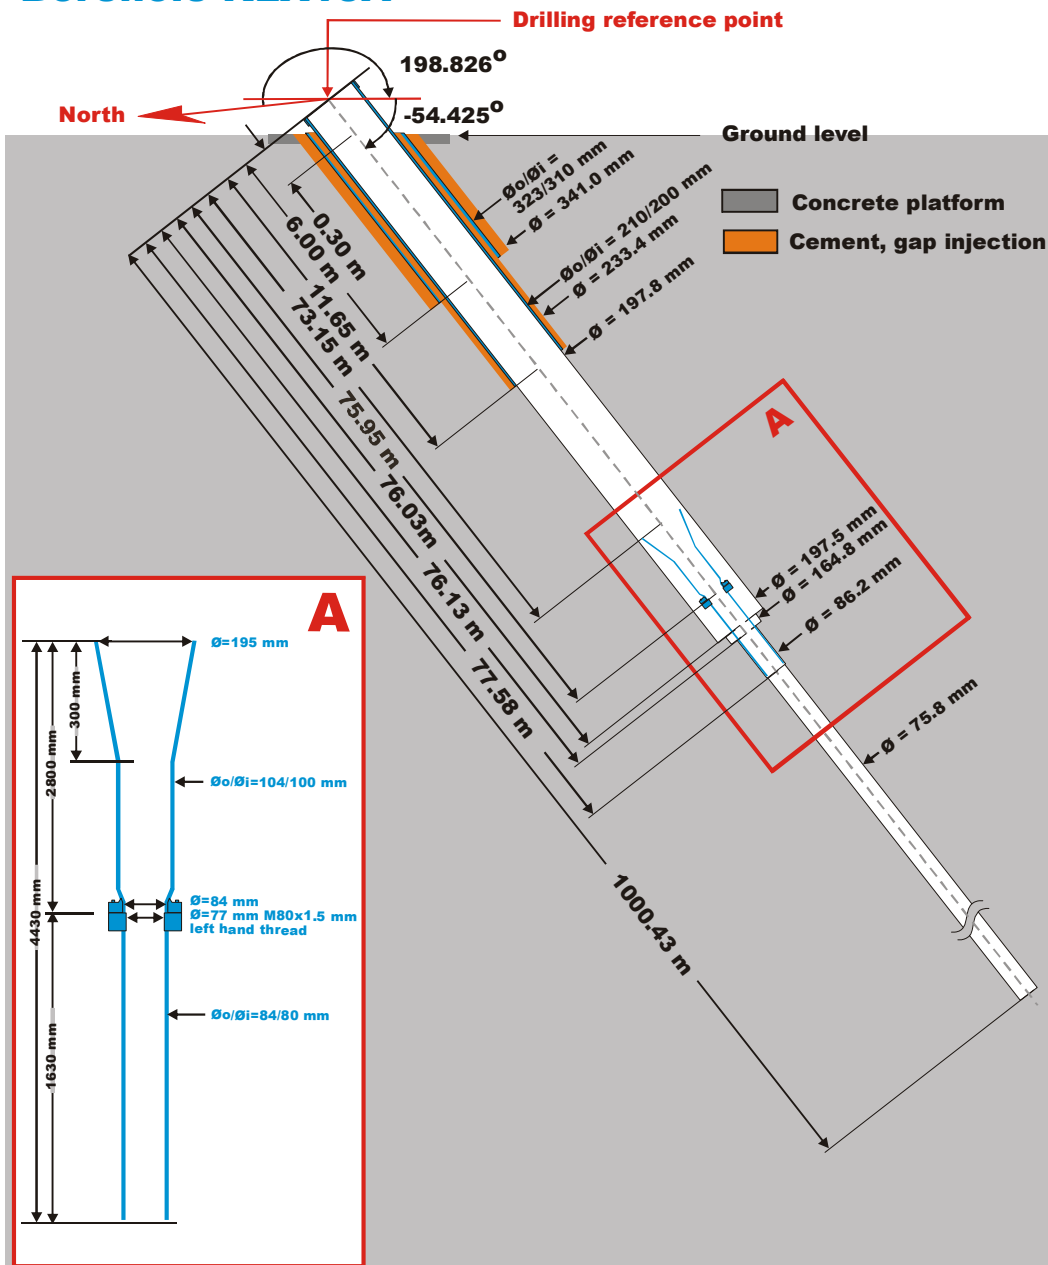 Drilling reference point
198.826°
-54.425°
North
Ground level
Concrete platform
Cement, gap injection
Øo/Øi =
323/310 mm
Ø = 341.0 mm
Øo/Øi = 210/200 mm
Ø = 233.4 mm
Ø = 197.8 mm
0.30 m
6.00 m
11.65 m
73.15 m
75.95 m
76.03m
76.13 m
77.58 m
1000.43 m
A
Ø = 197.5 mm
Ø = 164.8 mm
Ø = 86.2 mm
Ø = 75.8 mm
A
Ø=195 mm
300 mm
2800 mm
4430 mm
1630 mm
Øo/Øi=104/100 mm
Ø=84 mm
Ø=77 mm M80x1.5 mm
left hand thread
Øo/Øi=84/80 mm